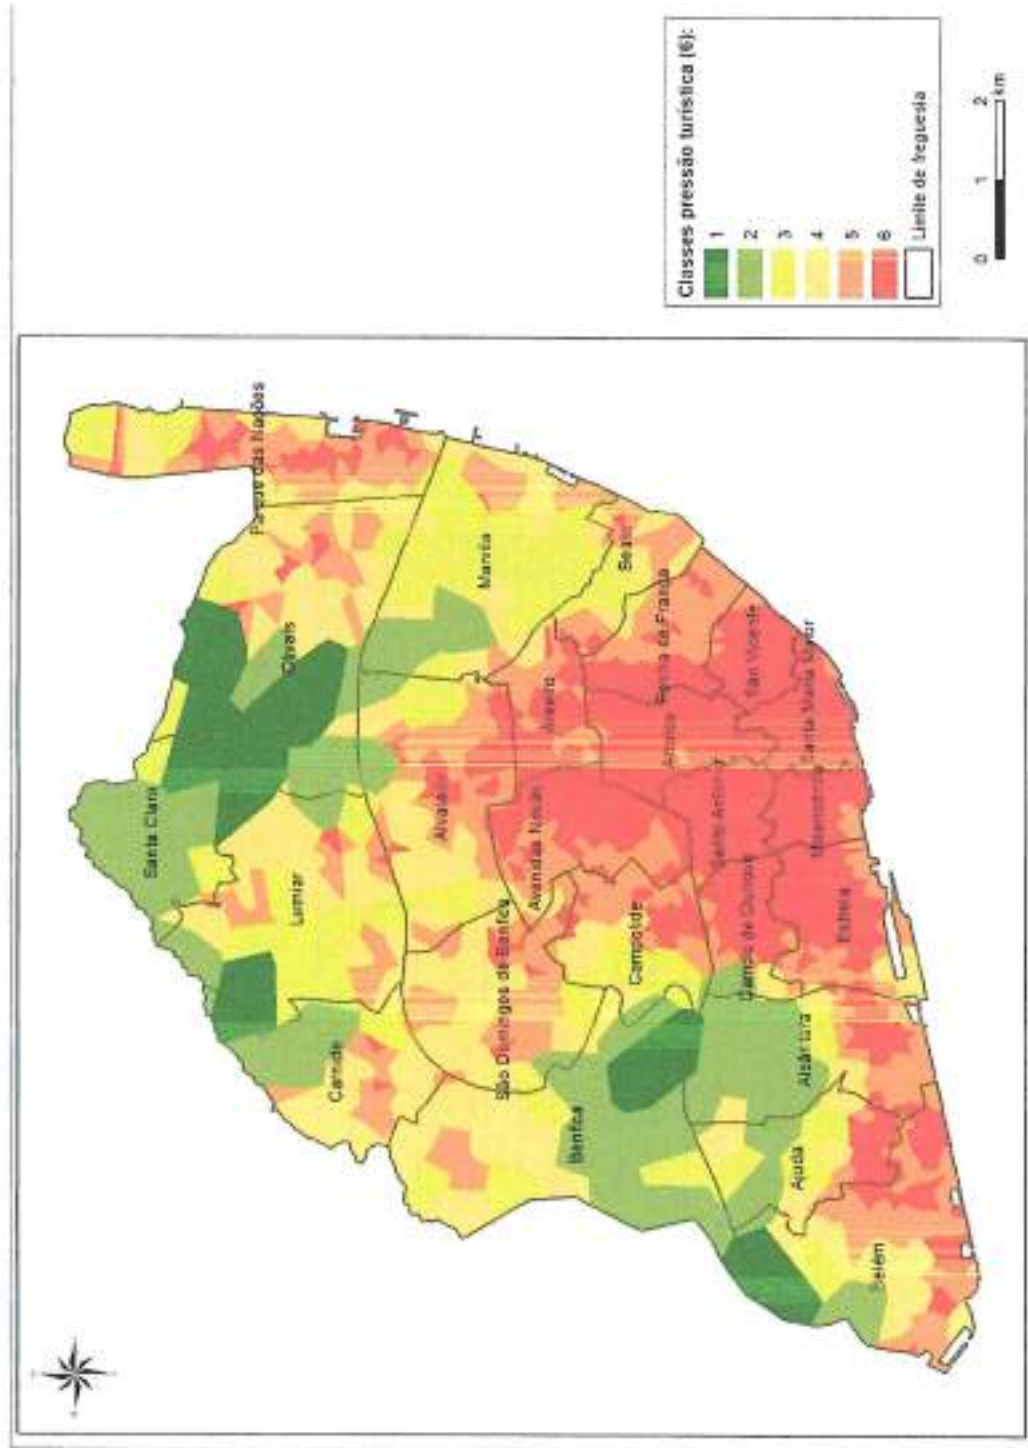 Classes pressão turística (6):
1
2
3
4
5
6
Limite de freguesia
0 1 2
km
Parque das Nações
Santa Clara
Olivais
Lumiar
Marvila
Carnide
Alvalade
Beato
Areeiro
Avenidas Novas
São Domingos de Benfica
Penha de França
Arroios
Campolide
Benfica
São Vicente
Santo António
Santa Maria Maior
Campo de Ourique
Misericórdia
Estrela
Alcântara
Ajuda
Belém